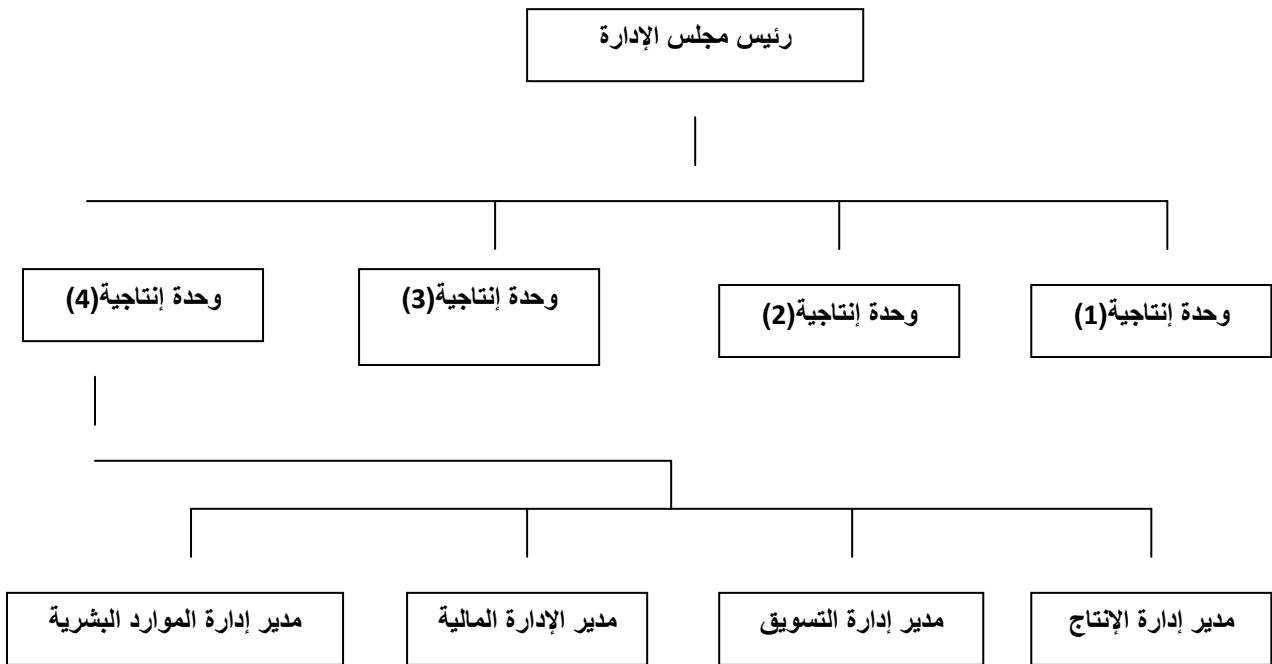 رئيس مجلس الإدارة
وحدة إنتاجية(1)
وحدة إنتاجية(2)
وحدة إنتاجية(3)
وحدة إنتاجية(4)
مدير إدارة الإنتاج
مدير إدارة التسويق
مدير الإدارة المالية
مدير إدارة الموارد البشرية